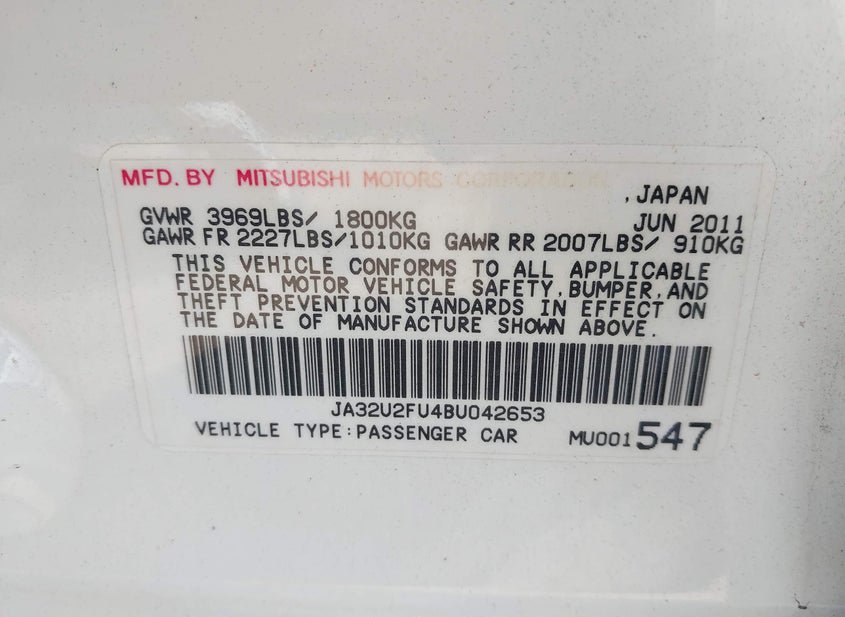 MFD. BY MITSUBISHI MOTORS CORPORATION
, JAPAN
GVWR 3969LBS/ 1800KG JUN 2011
GAWR FR 2227LBS/1010KG GAWR RR 2007LBS/ 910KG
THIS VEHICLE CONFORMS TO ALL APPLICABLE
FEDERAL MOTOR VEHICLE SAFETY, BUMPER, AND
THEFT PREVENTION STANDARDS IN EFFECT ON
THE DATE OF MANUFACTURE SHOWN ABOVE.
JA32U2FU4BU042653
VEHICLE TYPE:PASSENGER CAR MU001547